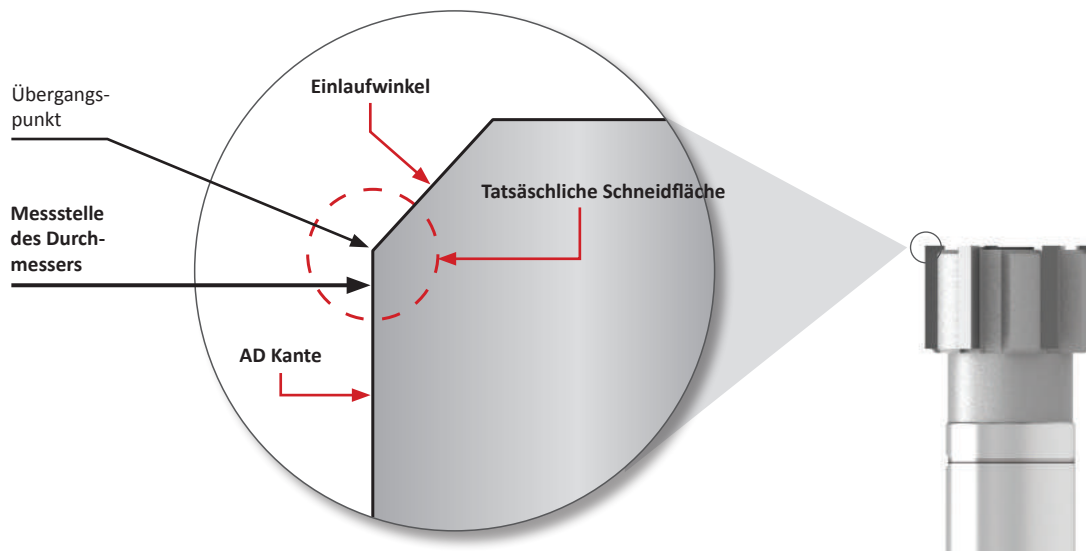 Einlaufwinkel
Übergangs-
punkt
Tatsäschliche Schneidfläche
Messstelle
des Durch-
messers
AD Kante